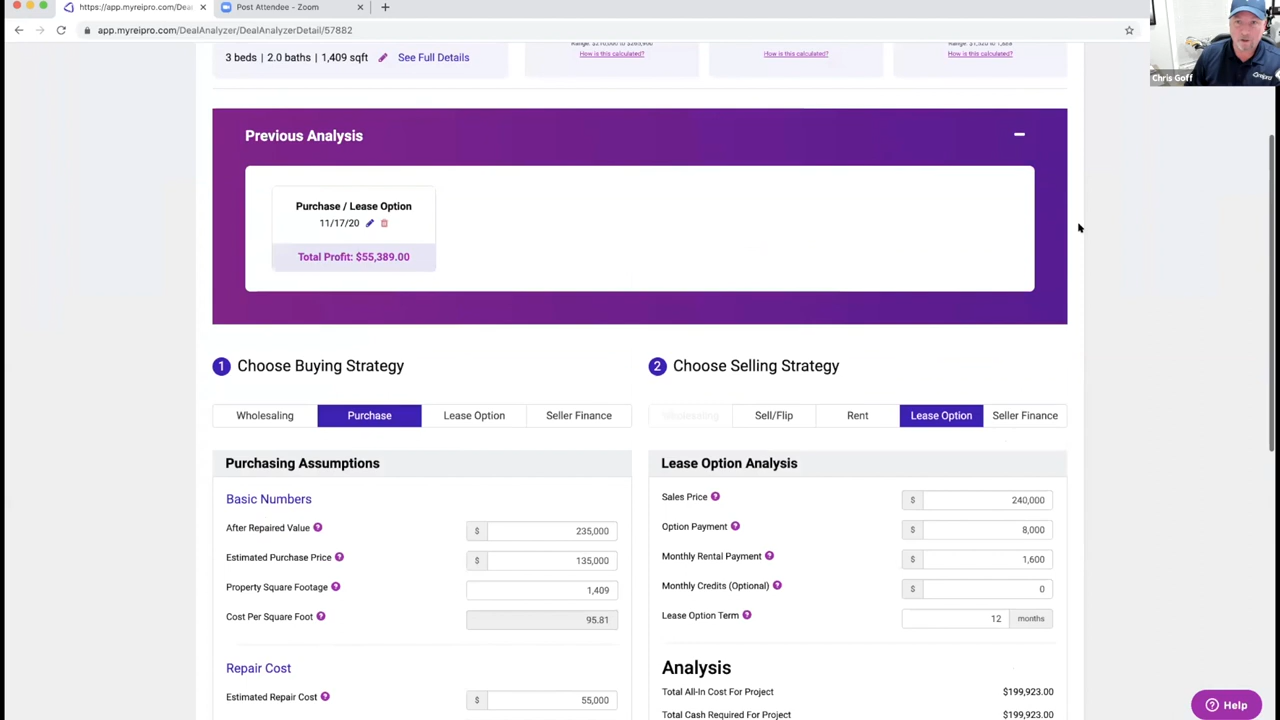 https://app.myreipro.com/Dea
Post Attendee - Zoom
app.myreipro.com/DealAnalyzer/DealAnalyzerDetail/57882
Chris Goff
3 beds | 2.0 baths | 1,409 sqft See Full Details
How is this calculated?
How is this calculated?
How is this calculated?
Previous Analysis
Purchase / Lease Option
11/17/20
Total Profit: $55,389.00
1 Choose Buying Strategy
2 Choose Selling Strategy
Wholesaling Purchase Lease Option Seller Finance
Wholesaling Sell/Flip Rent Lease Option Seller Finance
Purchasing Assumptions
Basic Numbers
After Repaired Value ? $ 235,000
Estimated Purchase Price ? $ 135,000
Property Square Footage ? 1,409
Cost Per Square Foot ? 95.81
Repair Cost
Estimated Repair Cost ? $ 55,000
Lease Option Analysis
Sales Price ? $ 240,000
Option Payment ? $ 8,000
Monthly Rental Payment ? $ 1,600
Monthly Credits (Optional) ? $ 0
Lease Option Term ? 12 months
Analysis
Total All-In Cost For Project $199,923.00
Total Cash Required For Project $199,923.00
? Help